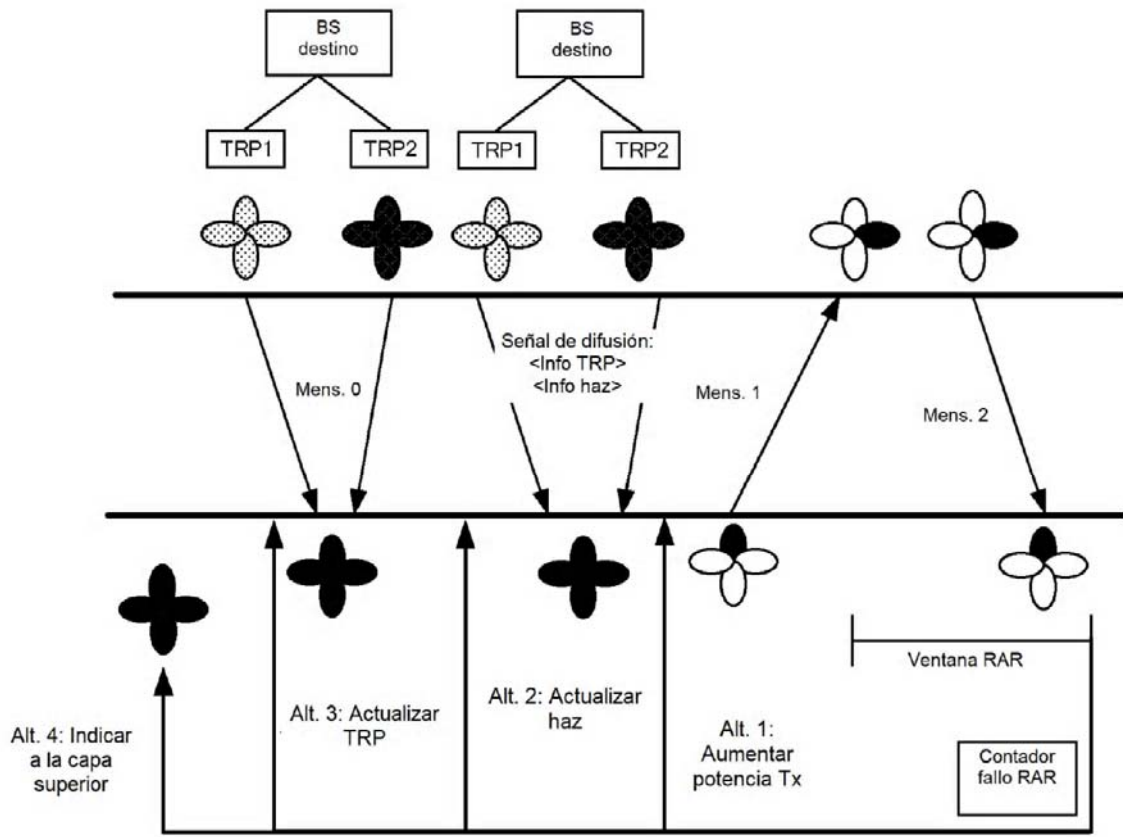 BS
destino
BS
destino
TRP1
TRP2
TRP1
TRP2
Señal de difusión:
<Info TRP>
<Info haz>
Mens. 0
Mens. 1
Mens. 2
Ventana RAR
Alt. 4: Indicar
a la capa
superior
Alt. 3: Actualizar
TRP
Alt. 2: Actualizar
haz
Alt. 1:
Aumentar
potencia Tx
Contador
fallo RAR